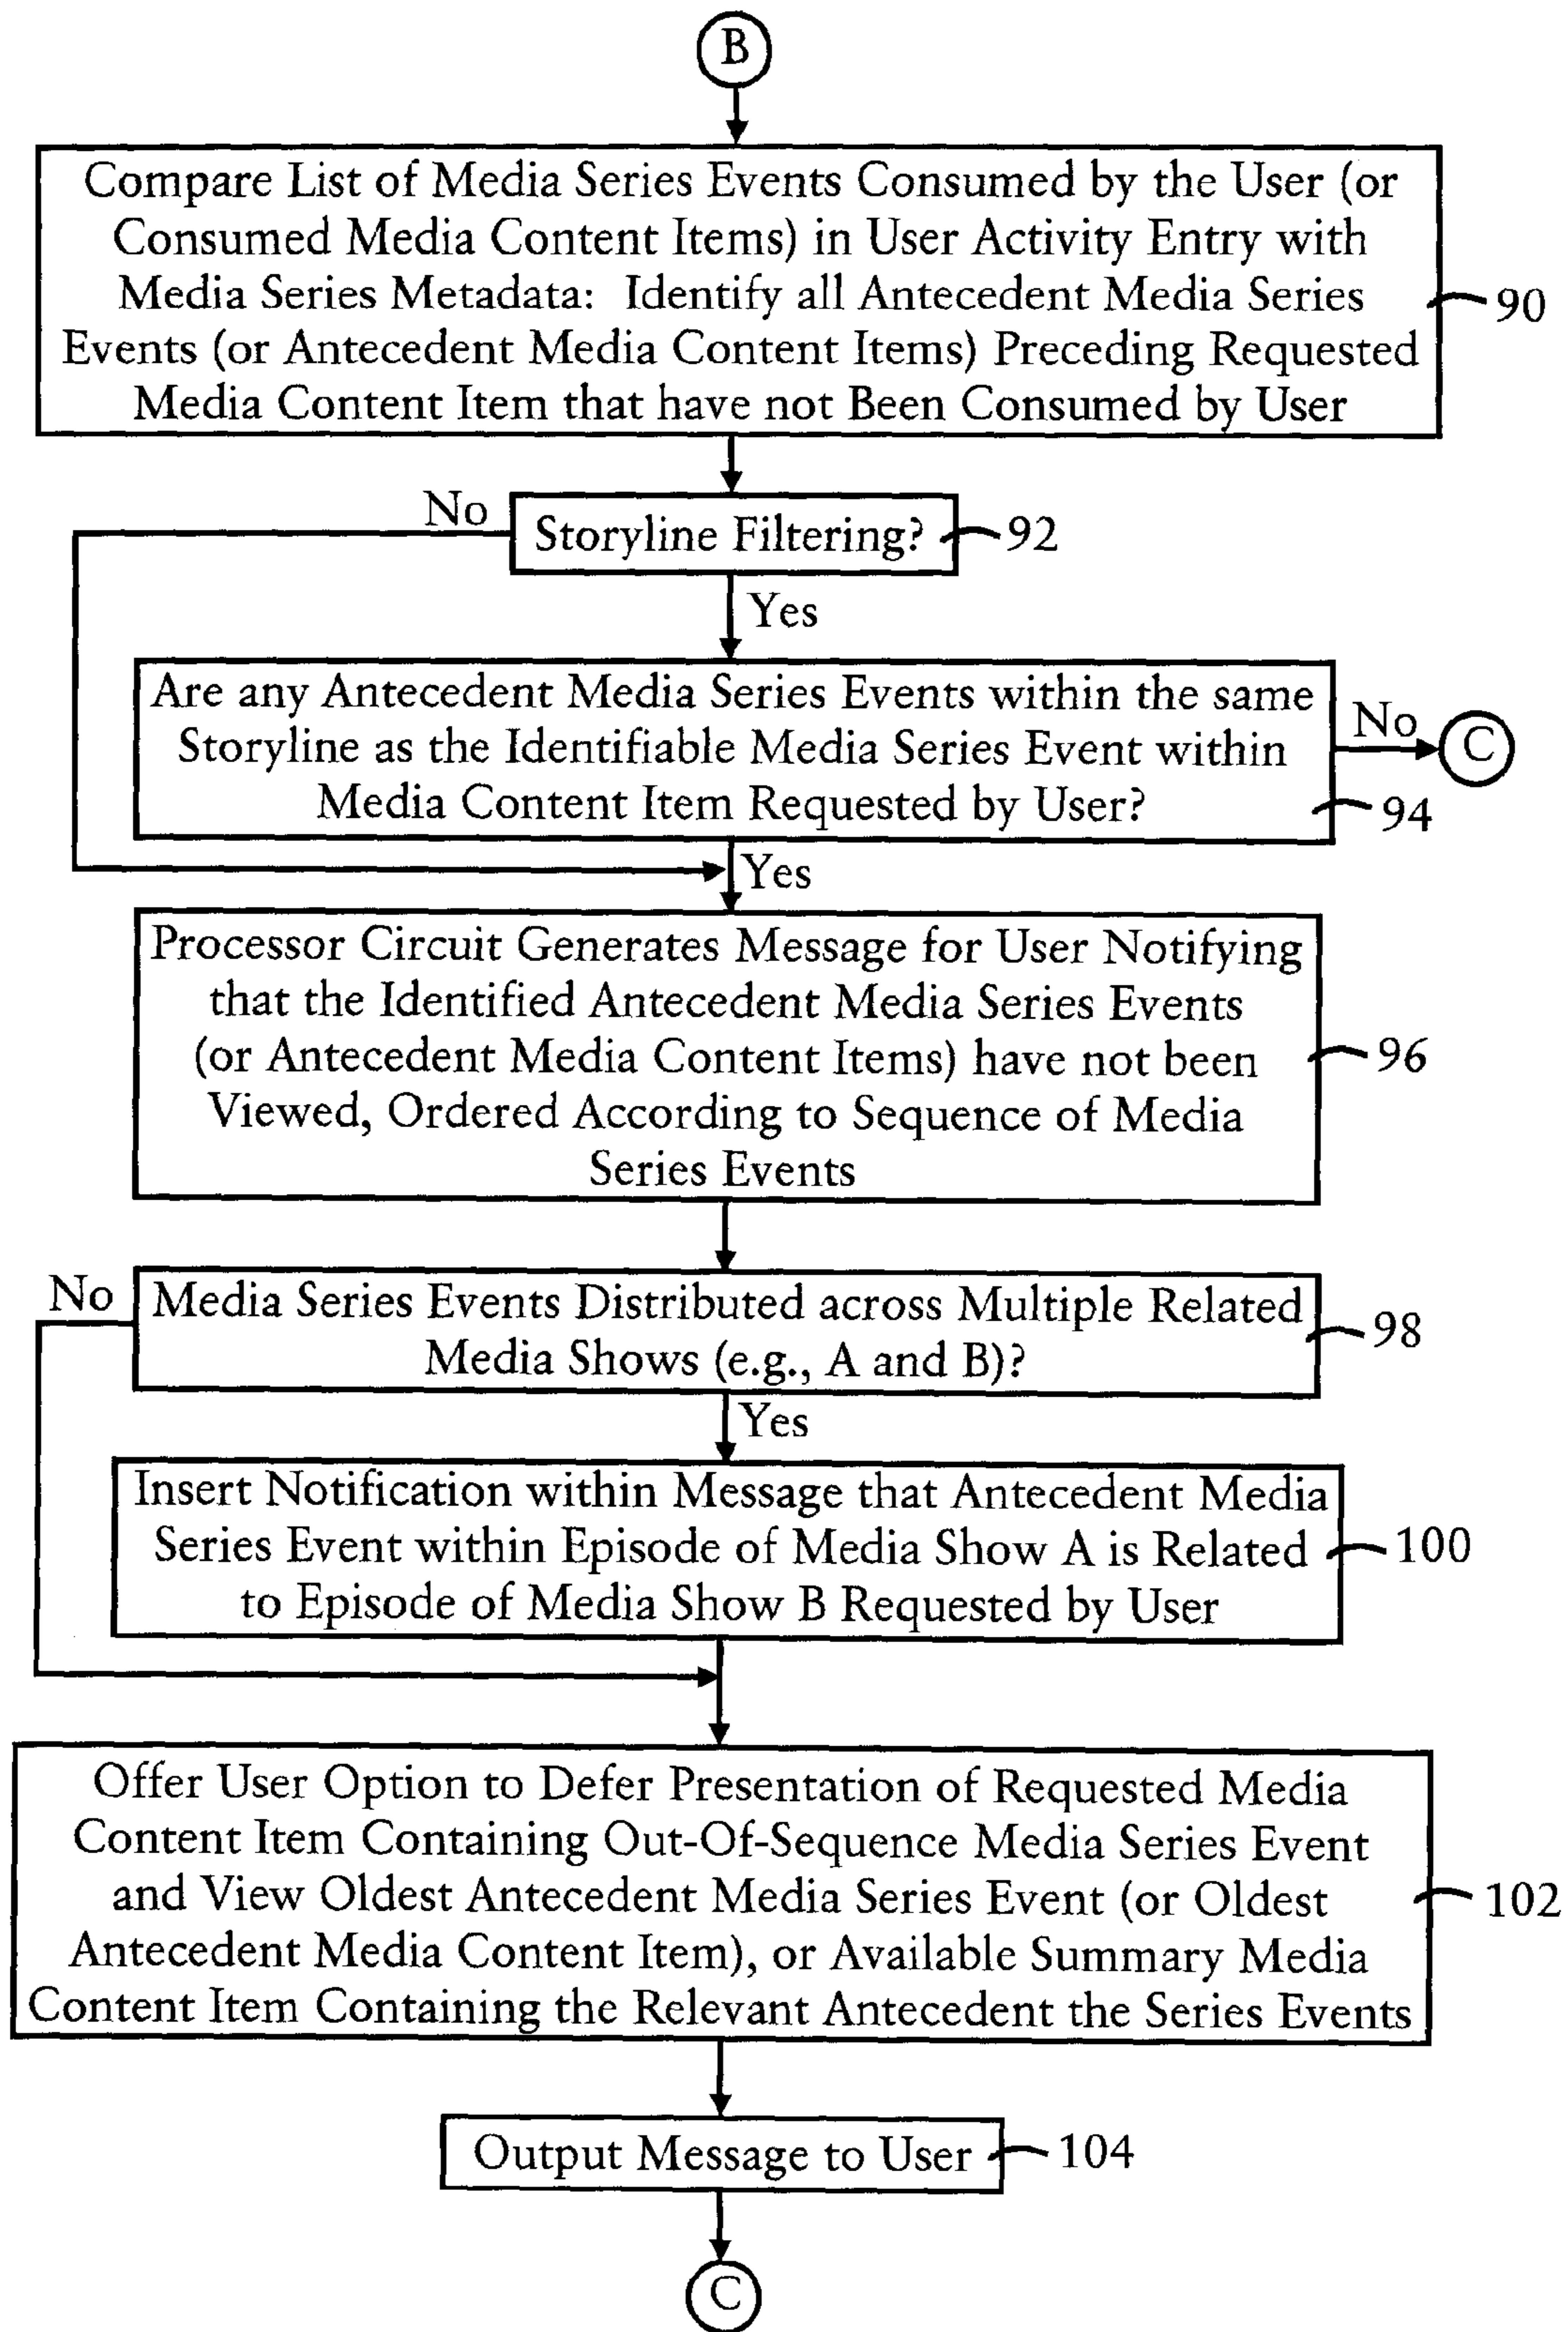 B
Compare List of Media Series Events Consumed by the User (or
Consumed Media Content Items) in User Activity Entry with
Media Series Metadata: Identify all Antecedent Media Series
Events (or Antecedent Media Content Items) Preceding Requested
Media Content Item that have not Been Consumed by User
90
No
Storyline Filtering?
92
Yes
Are any Antecedent Media Series Events within the same
Storyline as the Identifiable Media Series Event within
Media Content Item Requested by User?
No
C
94
Yes
Processor Circuit Generates Message for User Notifying
that the Identified Antecedent Media Series Events
(or Antecedent Media Content Items) have not been
Viewed, Ordered According to Sequence of Media
Series Events
96
No
Media Series Events Distributed across Multiple Related
Media Shows (e.g., A and B)?
98
Yes
Insert Notification within Message that Antecedent Media
Series Event within Episode of Media Show A is Related
to Episode of Media Show B Requested by User
100
Offer User Option to Defer Presentation of Requested Media
Content Item Containing Out-Of-Sequence Media Series Event
and View Oldest Antecedent Media Series Event (or Oldest
Antecedent Media Content Item), or Available Summary Media
Content Item Containing the Relevant Antecedent the Series Events
102
Output Message to User
104
C